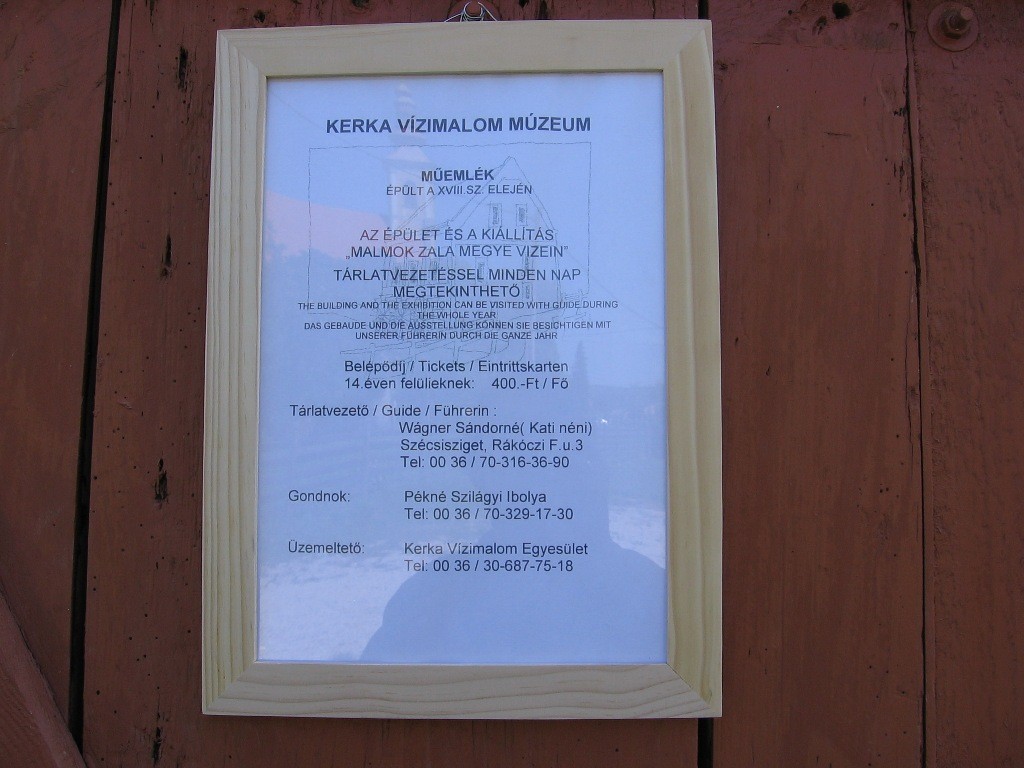 KERKA VÍZIMALOM MÚZEUM
MŰEMLÉK
ÉPÜLT A XVIII.SZ. ELEJÉN
AZ ÉPÜLET ÉS A KIÁLLÍTÁS
„MALMOK ZALA MEGYE VIZEIN”
TÁRLATVEZETÉSSEL MINDEN NAP
MEGTEKINTHETŐ
THE BUILDING AND THE EXHIBITION CAN BE VISITED WITH GUIDE DURING
THE WHOLE YEAR
DAS GEBAUDE UND DIE AUSSTELLUNG KÖNNEN SIE BESICHTIGEN MIT
UNSERER FÜHRERIN DURCH DIE GANZE JAHR
Belépödíj / Tickets / Eintrittskarten
14.éven felülieknek: 400.-Ft / Fő
Tárlatvezető / Guide / Führerin :
Wágner Sándorné( Kati néni)
Szécsisziget, Rákóczi F.u.3
Tel: 00 36 / 70-316-36-90
Gondnok: Pékné Szilágyi Ibolya
Tel: 00 36 / 70-329-17-30
Üzemeltető: Kerka Vízimalom Egyesület
Tel: 00 36 / 30-687-75-18